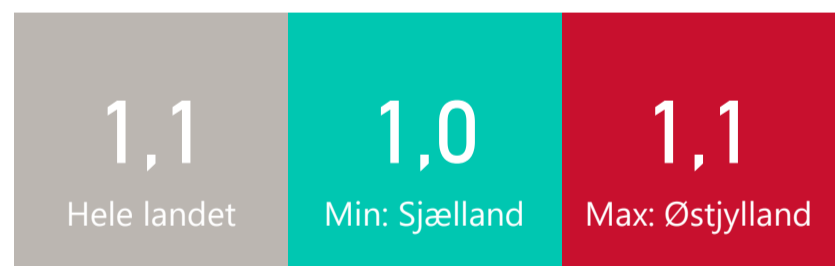 1,1
Hele landet
1,0
Min: Sjælland
1,1
Max: Østjylland